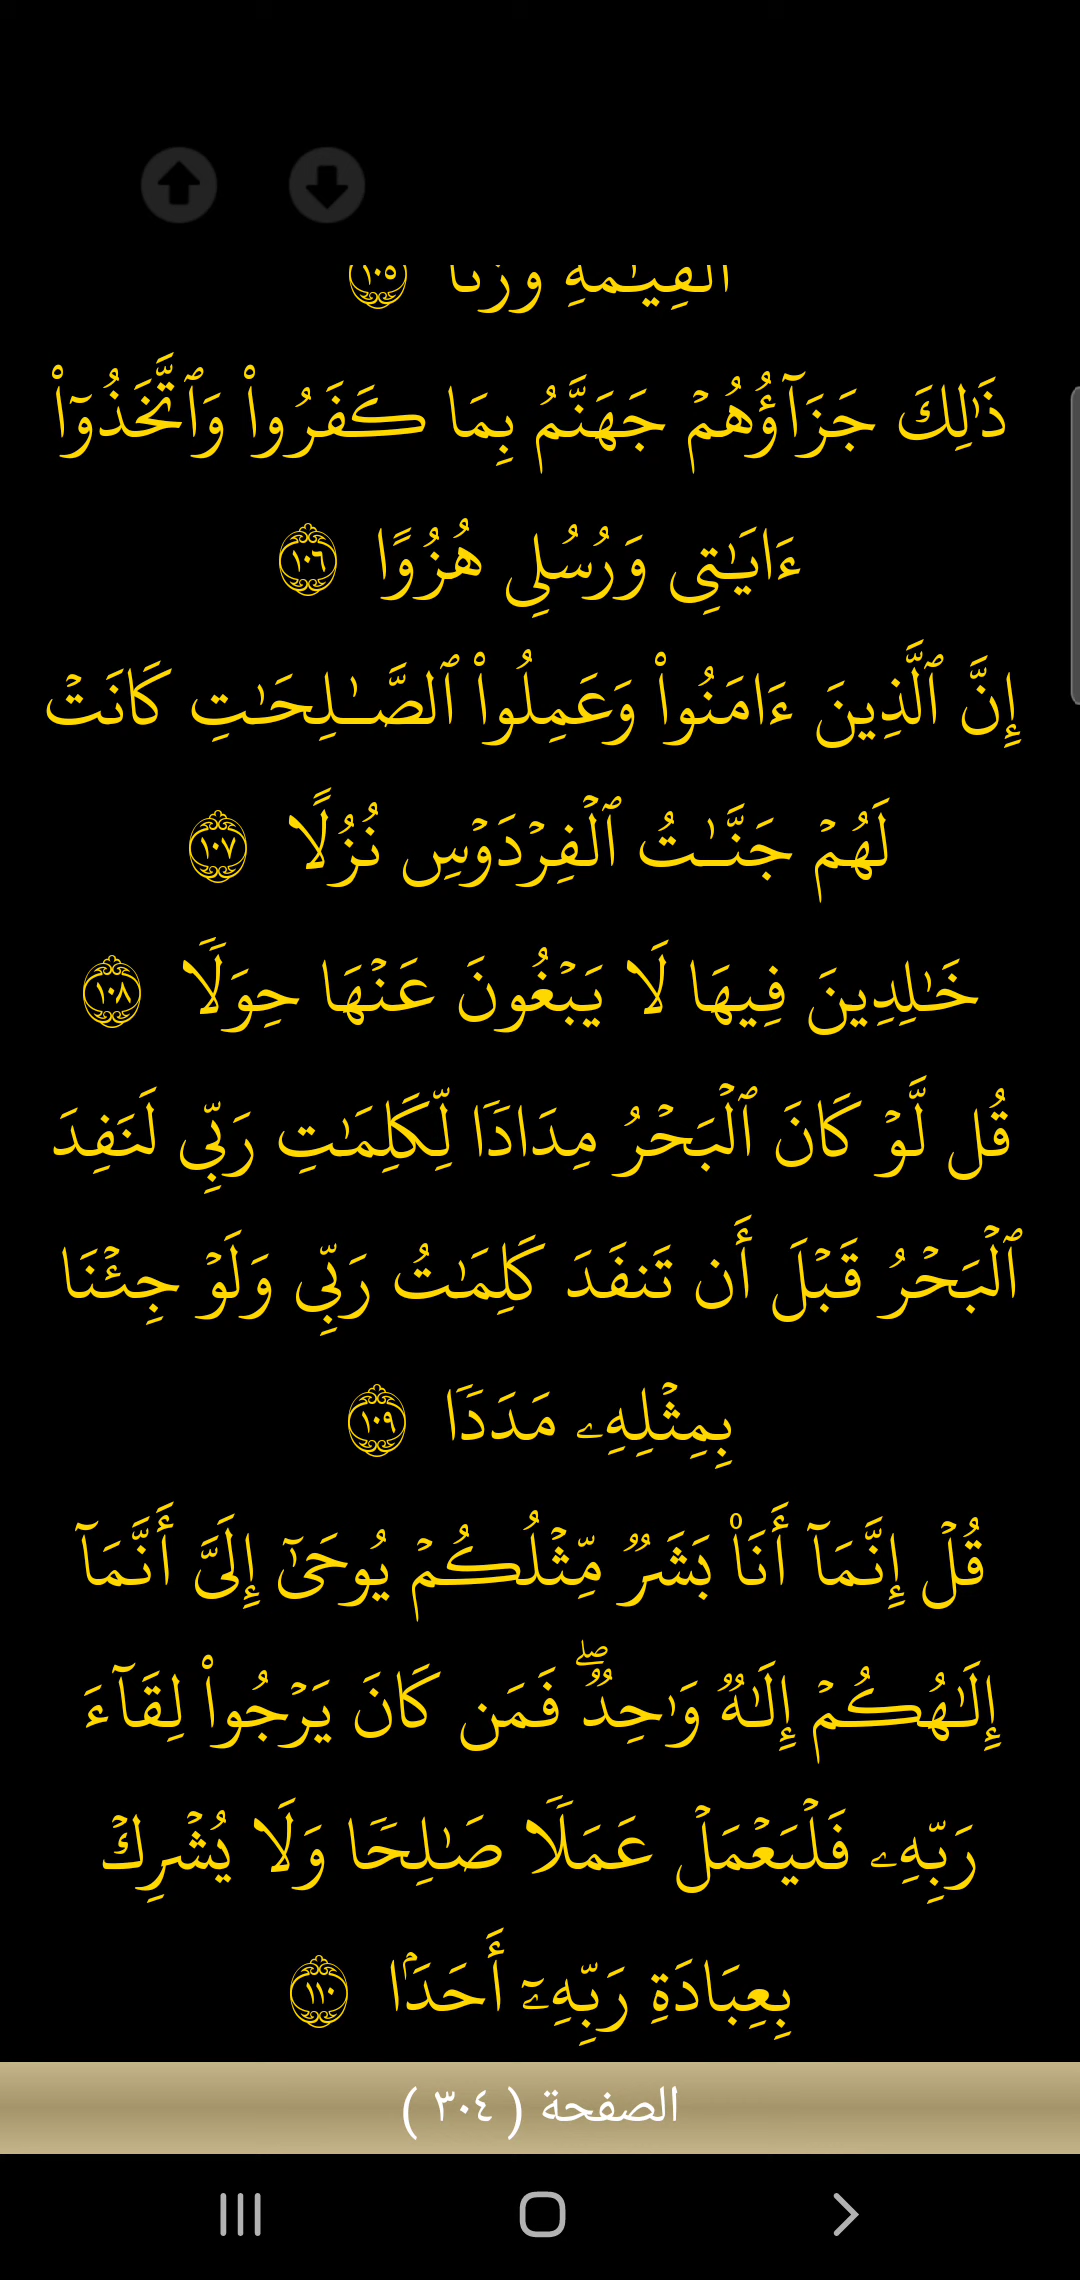 ٱلۡقِيَٰمَةِ وَزۡنٗا ١٠٥
ذَٰلِكَ جَزَآؤُهُمۡ جَهَنَّمُ بِمَا كَفَرُواْ وَٱتَّخَذُوٓاْ
ءَايَٰتِي وَرُسُلِي هُزُوًا ١٠٦
إِنَّ ٱلَّذِينَ ءَامَنُواْ وَعَمِلُواْ ٱلصَّٰلِحَٰتِ كَانَتۡ
لَهُمۡ جَنَّٰتُ ٱلۡفِرۡدَوۡسِ نُزُلًا ١٠٧
خَٰلِدِينَ فِيهَا لَا يَبۡغُونَ عَنۡهَا حِوَلٗا ١٠٨
قُل لَّوۡ كَانَ ٱلۡبَحۡرُ مِدَادٗا لِّكَلِمَٰتِ رَبِّي لَنَفِدَ
ٱلۡبَحۡرُ قَبۡلَ أَن تَنفَدَ كَلِمَٰتُ رَبِّي وَلَوۡ جِئۡنَا
بِمِثۡلِهِۦ مَدَدٗا ١٠٩
قُلۡ إِنَّمَآ أَنَا۠ بَشَرٞ مِّثۡلُكُمۡ يُوحَىٰٓ إِلَيَّ أَنَّمَآ
إِلَٰهُكُمۡ إِلَٰهٞ وَٰحِدٞۖ فَمَن كَانَ يَرۡجُواْ لِقَآءَ
رَبِّهِۦ فَلۡيَعۡمَلۡ عَمَلٗا صَٰلِحٗا وَلَا يُشۡرِكۡ
بِعِبَادَةِ رَبِّهِۦٓ أَحَدَۢا ١١٠
الصفحة ( ٣٠٤ )